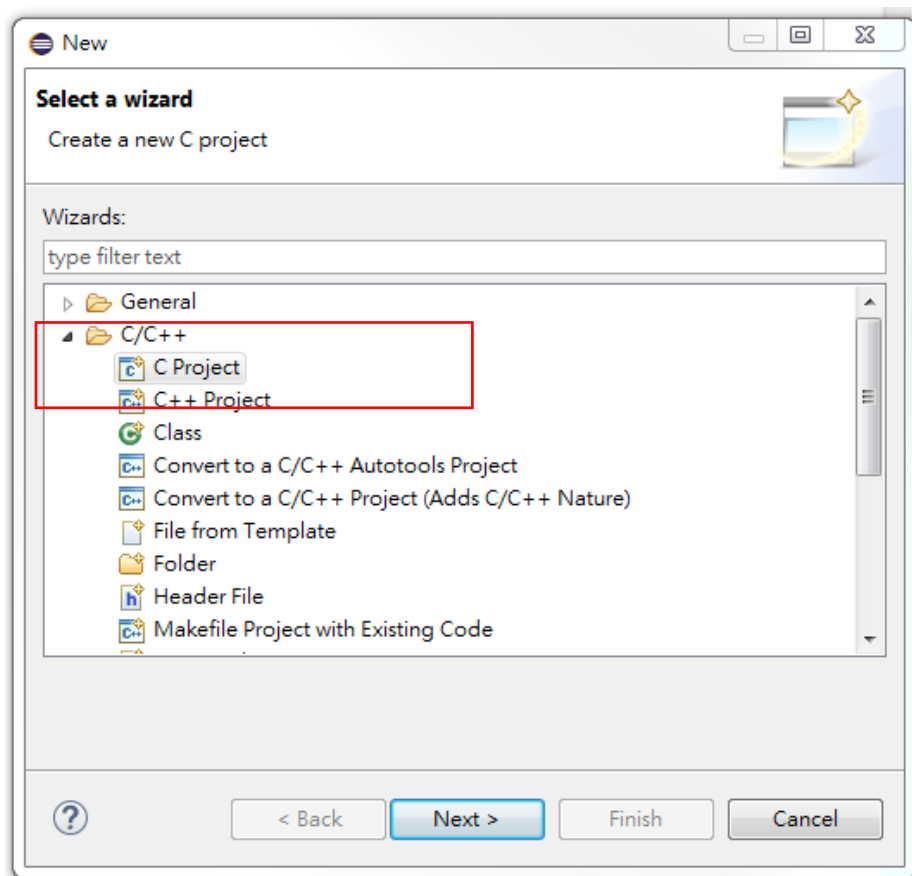 New
Select a wizard
Create a new C project
Wizards:
type filter text
General
C/C++
C Project
C++ Project
Class
Convert to a C/C++ Autotools Project
Convert to a C/C++ Project (Adds C/C++ Nature)
File from Template
Folder
Header File
Makefile Project with Existing Code
< Back Next > Finish Cancel